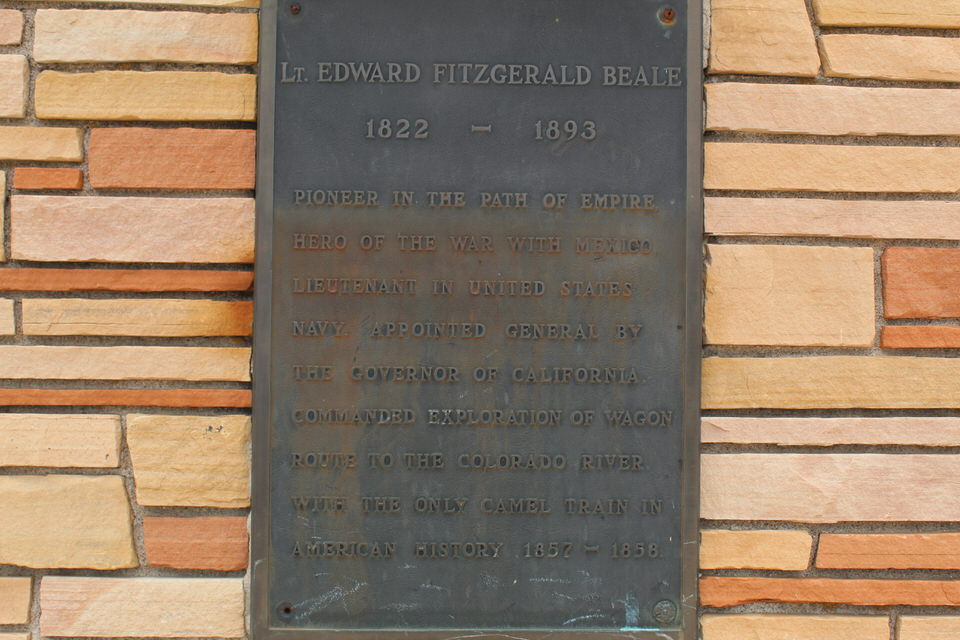 LT. EDWARD FITZGERALD BEALE
1822 – 1893
PIONEER IN THE PATH OF EMPIRE.
HERO OF THE WAR WITH MEXICO.
LIEUTENANT IN UNITED STATES
NAVY. APPOINTED GENERAL BY
THE GOVERNOR OF CALIFORNIA.
COMMANDED EXPLORATION OF WAGON
ROUTE TO THE COLORADO RIVER.
WITH THE ONLY CAMEL TRAIN IN
AMERICAN HISTORY 1857 – 1858.